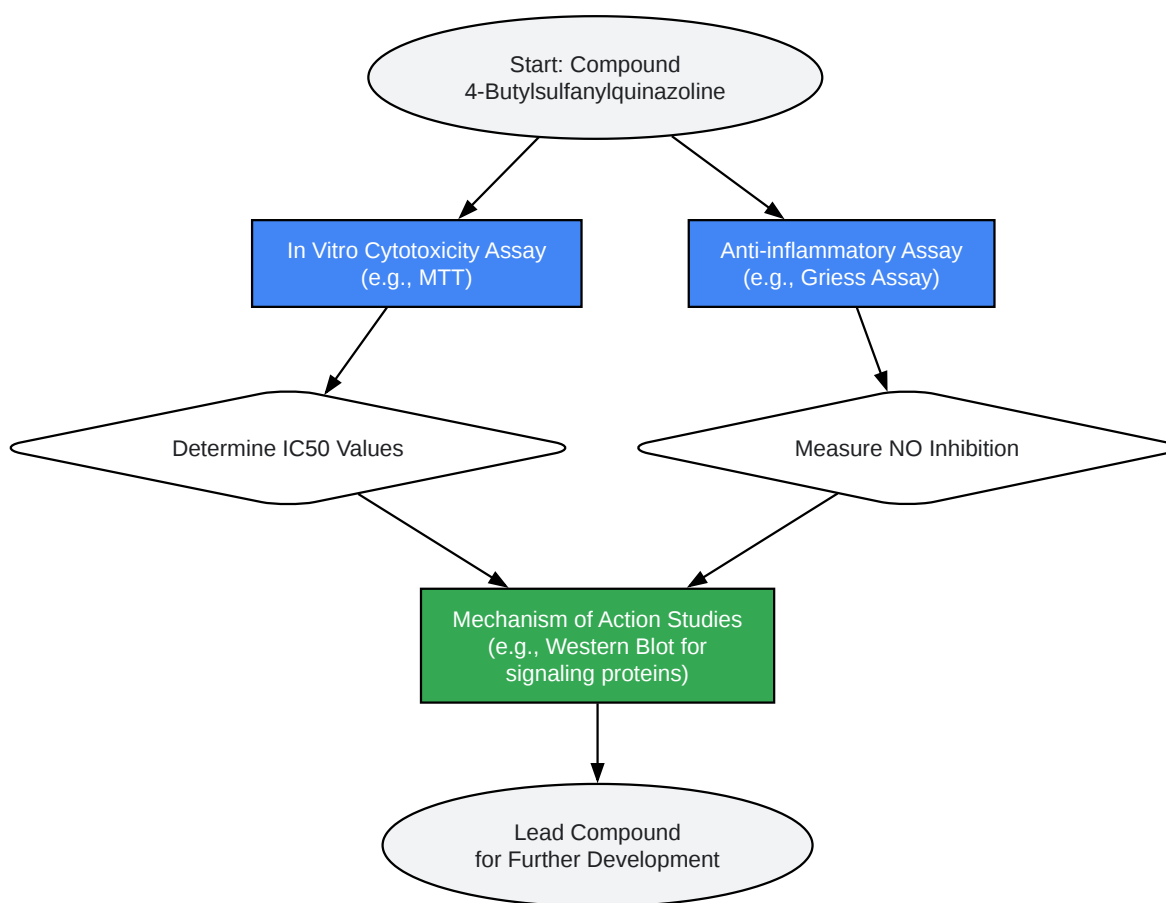 Start: Compound
4-Butylsulfanylquinazoline
In Vitro Cytotoxicity Assay
(e.g., MTT)
Anti-inflammatory Assay
(e.g., Griess Assay)
Determine IC50 Values
Measure NO Inhibition
Mechanism of Action Studies
(e.g., Western Blot for
signaling proteins)
Lead Compound
for Further Development